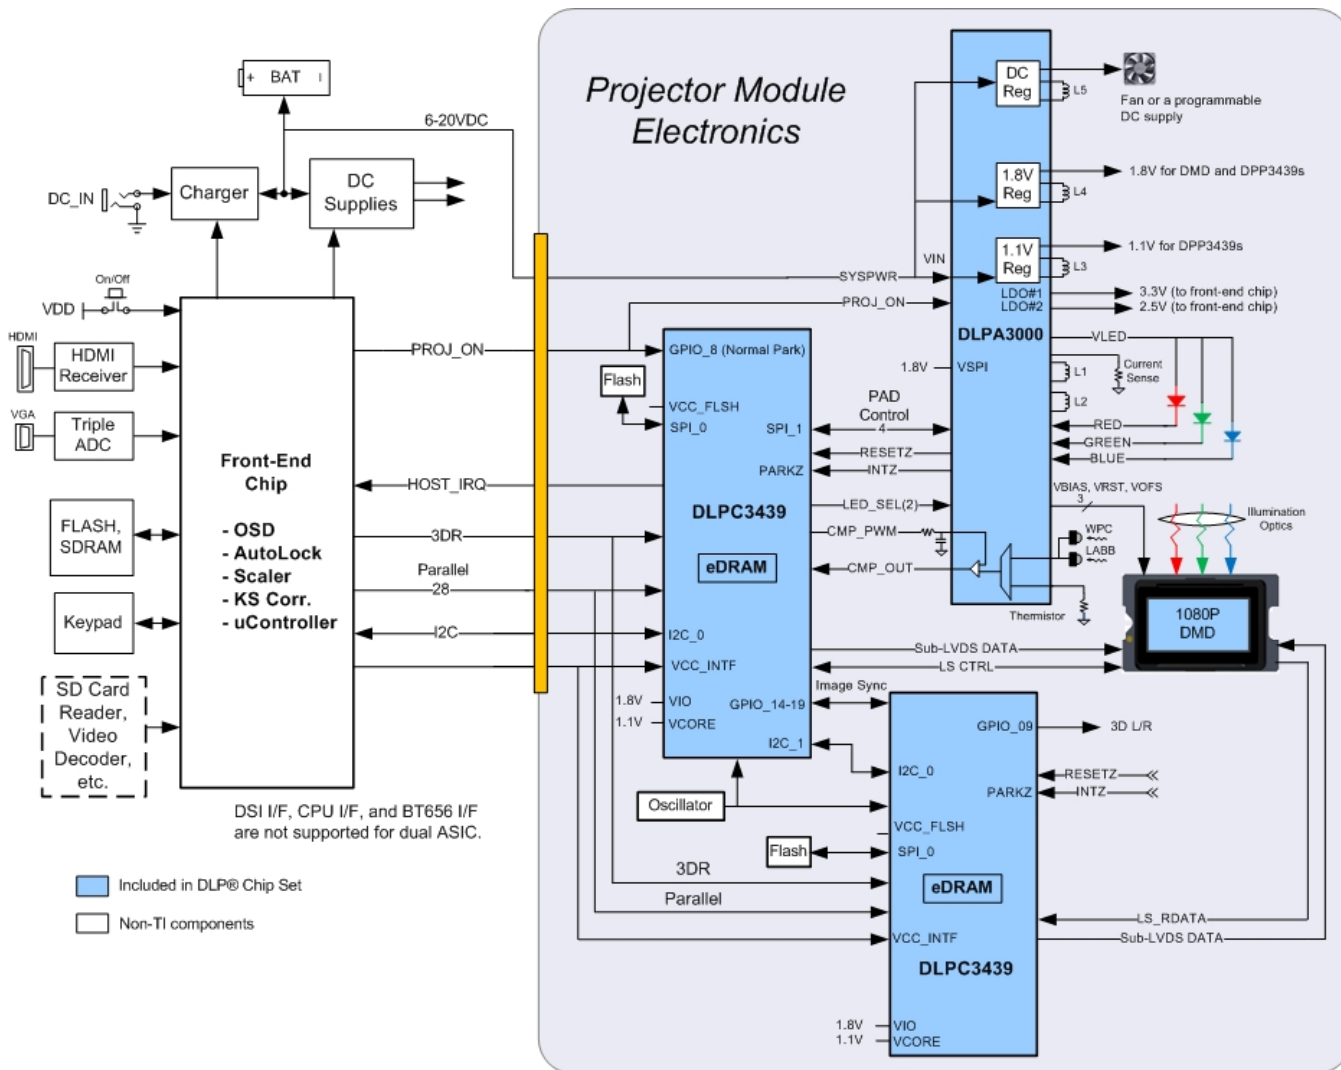 Projector Module
Electronics
+ BAT
6-20VDC
DC_IN
Charger
DC
Supplies
On/Off
VDD
HDMI
HDMI
Receiver
VGA
Triple
ADC
FLASH,
SDRAM
Keypad
SD Card
Reader,
Video
Decoder,
etc.
Front-End
Chip
- OSD
- AutoLock
- Scaler
- KS Corr.
- uController
DSI I/F, CPU I/F, and BT656 I/F
are not supported for dual ASIC.
Included in DLP® Chip Set
Non-TI components
PROJ_ON
HOST_IRQ
3DR
Parallel
28
I2C
SYSPWR
VIN
PROJ_ON
GPIO_8 (Normal Park)
Flash
VCC_FLSH
SPI_0
SPI_1
PARKZ
DLPC3439
eDRAM
I2C_0
VCC_INTF
1.8V
VIO
1.1V
VCORE
GPIO_14-19
I2C_1
Oscillator
PAD
Control
4
RESETZ
INTZ
LED_SEL(2)
CMP_PWM
CMP_OUT
Sub-LVDS DATA
LS CTRL
Image Sync
DC
Reg
L5
Fan or a programmable
DC supply
1.8V
Reg
L4
1.8V for DMD and DPP3439s
1.1V
Reg
L3
1.1V for DPP3439s
LDO#1
3.3V (to front-end chip)
LDO#2
2.5V (to front-end chip)
DLPA3000
VLED
1.8V
VSPI
L1
Current
Sense
L2
RED
GREEN
BLUE
VBIAS, VRST, VOFS
3
Illumination
Optics
WPC
LABB
Thermistor
1080P
DMD
GPIO_09
3D L/R
I2C_0
RESETZ
PARKZ
INTZ
VCC_FLSH
Flash
SPI_0
3DR
eDRAM
Parallel
LS_RDATA
VCC_INTF
Sub-LVDS DATA
DLPC3439
1.8V
VIO
1.1V
VCORE